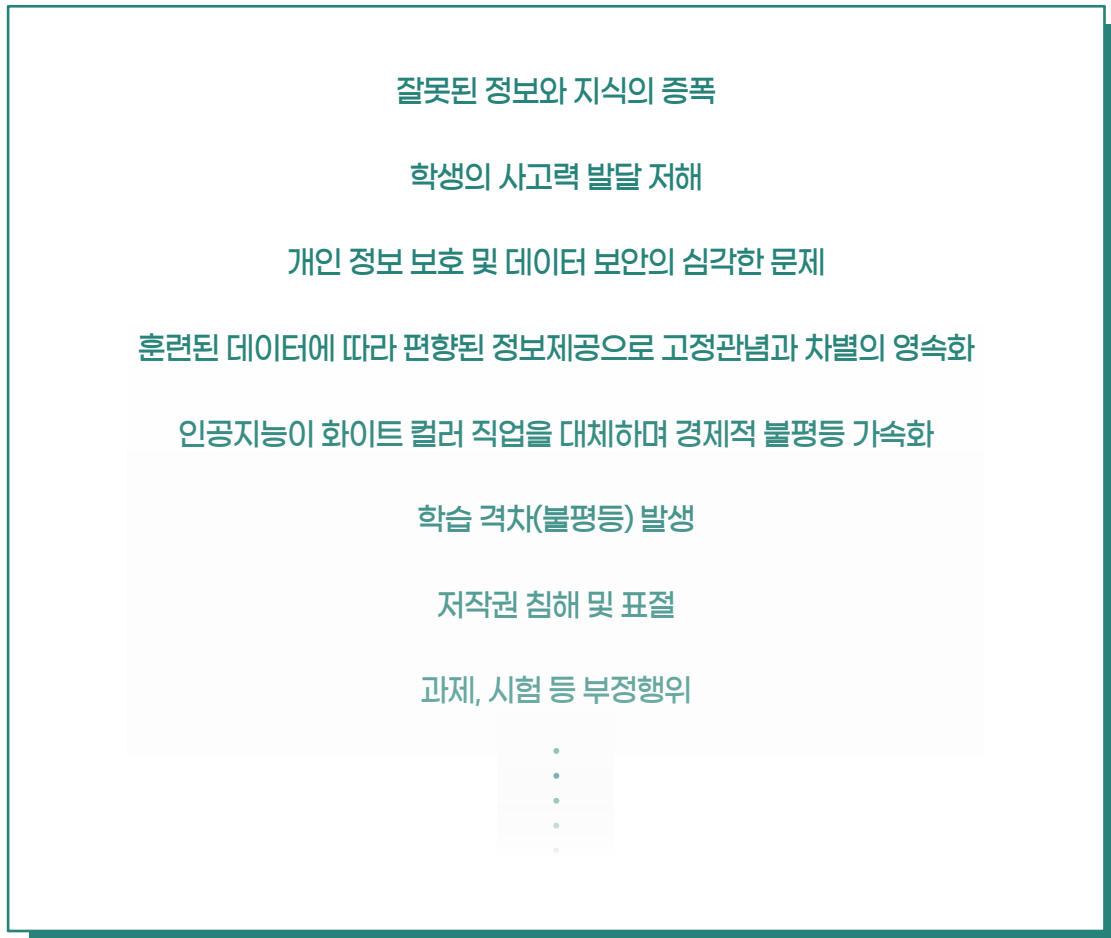 잘못된 정보와 지식의 증폭
학생의 사고력 발달 저해
개인 정보 보호 및 데이터 보안의 심각한 문제
훈련된 데이터에 따라 편향된 정보제공으로 고정관념과 차별의 영속화
인공지능이 화이트 컬러 직업을 대체하며 경제적 불평등 가속화
학습 격차(불평등) 발생
저작권 침해 및 표절
과제, 시험 등 부정행위